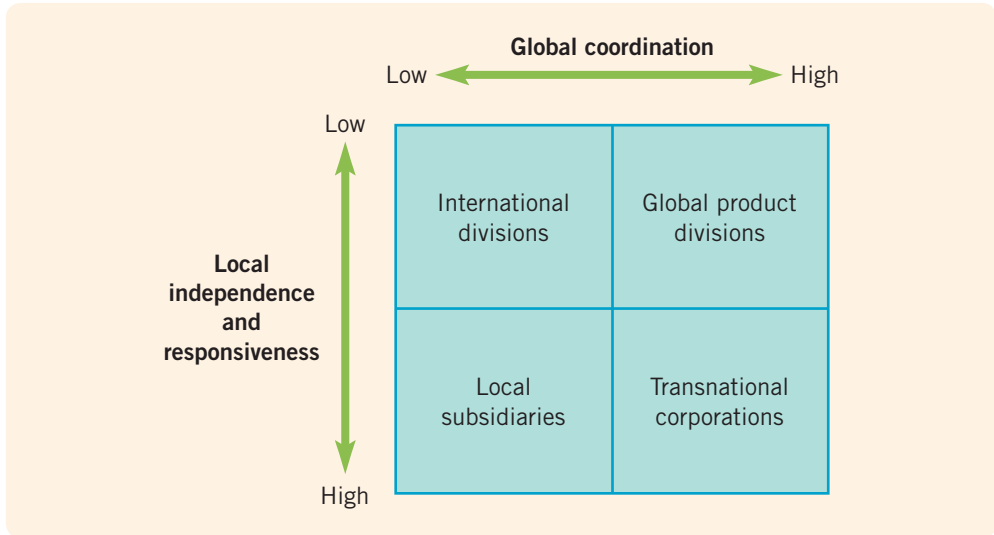 Global coordination
Low
High
Low
International
divisions
Global product
divisions
Local
independence
and
responsiveness
Local
subsidiaries
Transnational
corporations
High